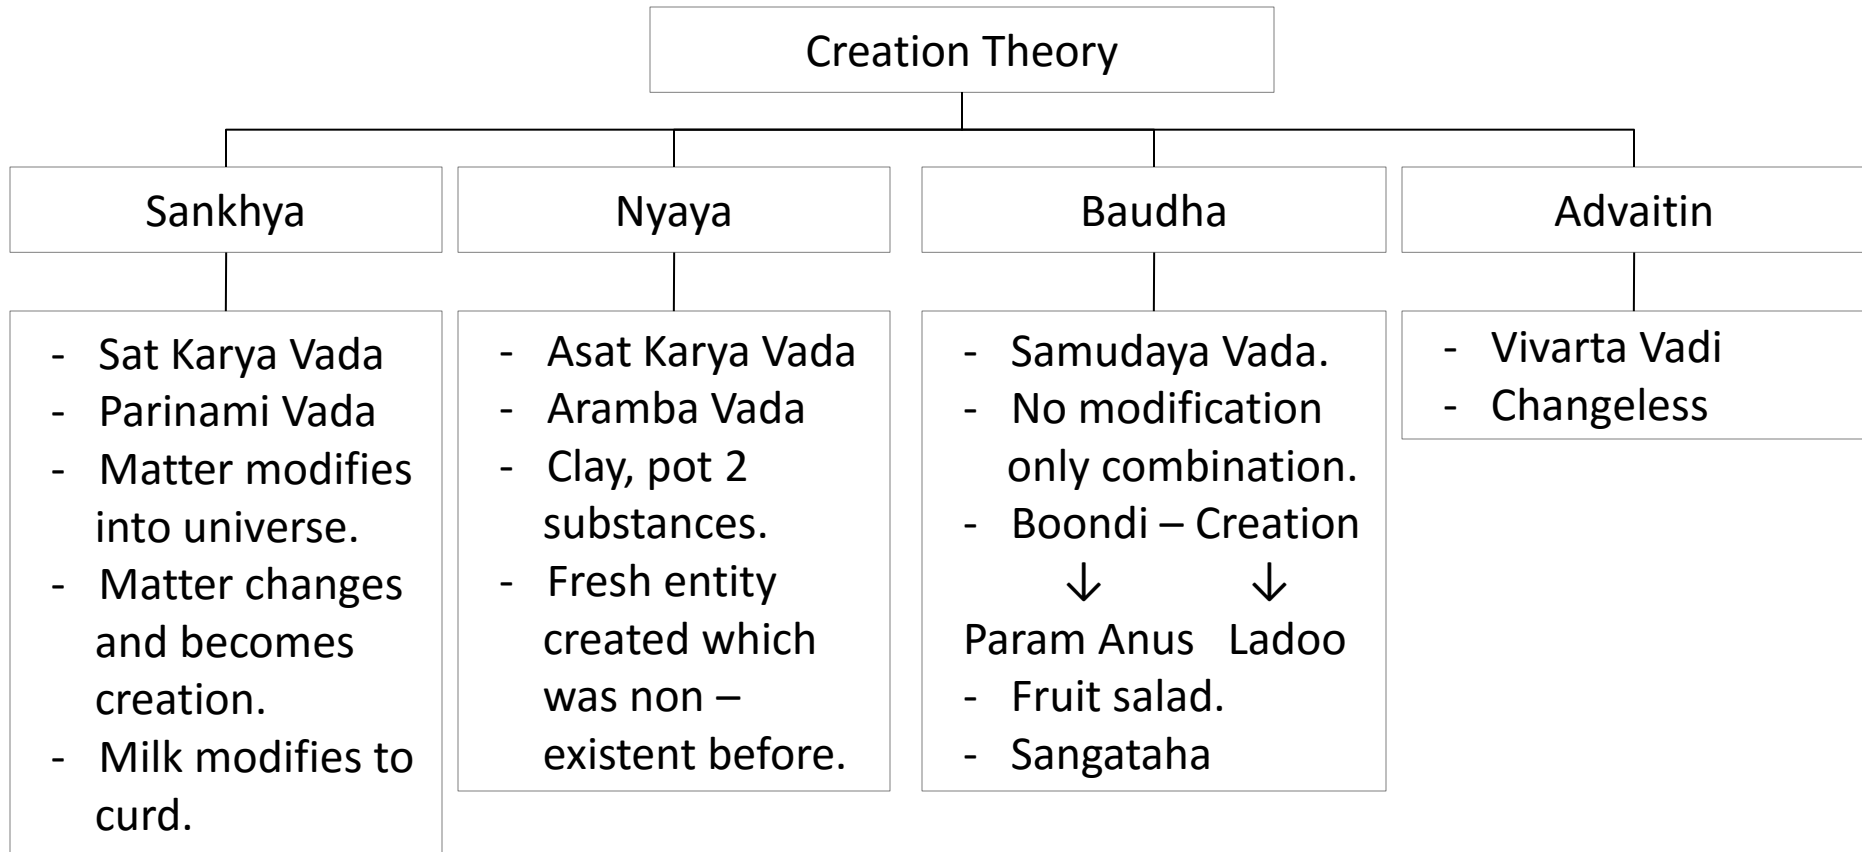 Creation Theory
Sankhya
Nyaya
Baudha
Advaitin
- Sat Karya Vada
- Parinami Vada
- Matter modifies
into universe.
- Matter changes
and becomes
creation.
- Milk modifies to
curd.
- Asat Karya Vada
- Aramba Vada
- Clay, pot 2
substances.
- Fresh entity
created which
was non –
existent before.
- Samudaya Vada.
- No modification
only combination.
- Boondi – Creation
↓ ↓
Param Anus Ladoo
- Fruit salad.
- Sangataha
- Vivarta Vadi
- Changeless